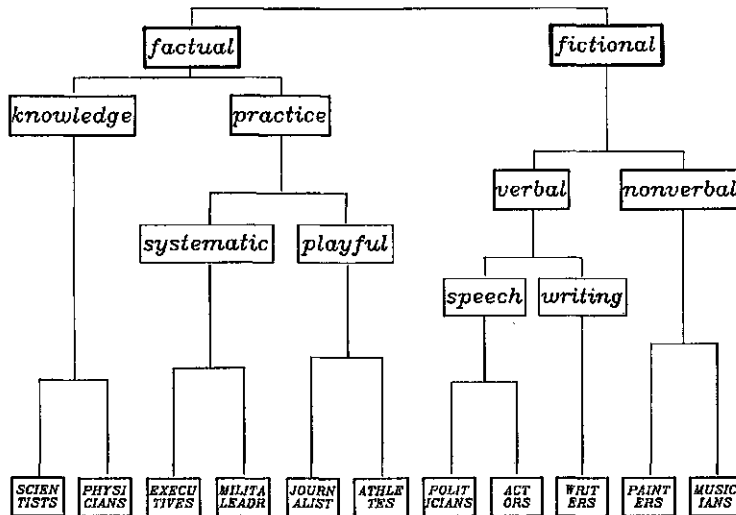 factual
fictional
knowledge
practice
verbal
nonverbal
systematic
playful
speech
writing
SCIEN
TISTS
PHYSI
CIANS
EXECU
TIVES
MILITA
LEADR
JOURN
ALIST
ATHLE
TES
POLIT
ICIANS
ACT
ORS
WRIT
ERS
PAINT
ERS
MUSIC
IANS